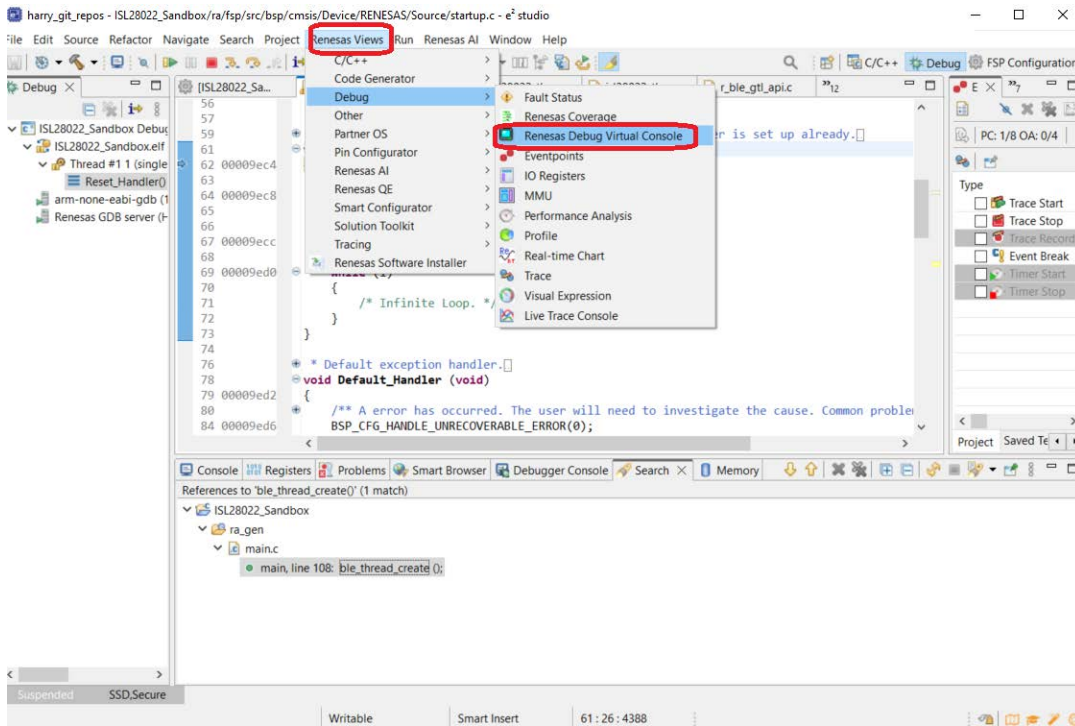 harry_git_repos - ISL28022_Sandbox/ra/fsp/src/bsp/cmsis/Device/RENESAS/Source/startup.c - e² studio
File Edit Source Refactor Navigate Search Project Renesas Views Run Renesas AI Window Help
C/C++ Debug FSP Configuration
Debug
[ISL28022_Sa...
r_ble_gtl_api.c
»12
E
»7
ISL28022_Sandbox Debug
ISL28022_Sandbox.elf
Thread #1 1 (single
Reset_Handler()
arm-none-eabi-gdb (1
Renesas GDB server (H
C/C++
Code Generator
Debug
Other
Partner OS
Pin Configurator
Renesas AI
Renesas QE
Smart Configurator
Solution Toolkit
Tracing
Renesas Software Installer
Fault Status
Renesas Coverage
Renesas Debug Virtual Console
Eventpoints
IO Registers
MMU
Performance Analysis
Profile
Real-time Chart
Trace
Visual Expression
Live Trace Console
56
57
59 er is set up already.
61
62 00009ec4
63
64 00009ec8
65
66
67 00009ecc
68
69 00009ed0 while (1)
70 {
71 /* Infinite Loop. */
72 }
73 }
74
76 * Default exception handler.
78 void Default_Handler (void)
79 00009ed2 {
80 /** A error has occurred. The user will need to investigate the cause. Common problem
84 00009ed6 BSP_CFG_HANDLE_UNRECOVERABLE_ERROR(0);
PC: 1/8 OA: 0/4
Type
Trace Start
Trace Stop
Trace Record
Event Break
Timer Start
Timer Stop
Project Saved Te
Console Registers Problems Smart Browser Debugger Console Search Memory
References to 'ble_thread_create()' (1 match)
ISL28022_Sandbox
ra_gen
main.c
main, line 108: ble_thread_create ();
Suspended SSD,Secure
Writable Smart Insert 61 : 26 : 4388